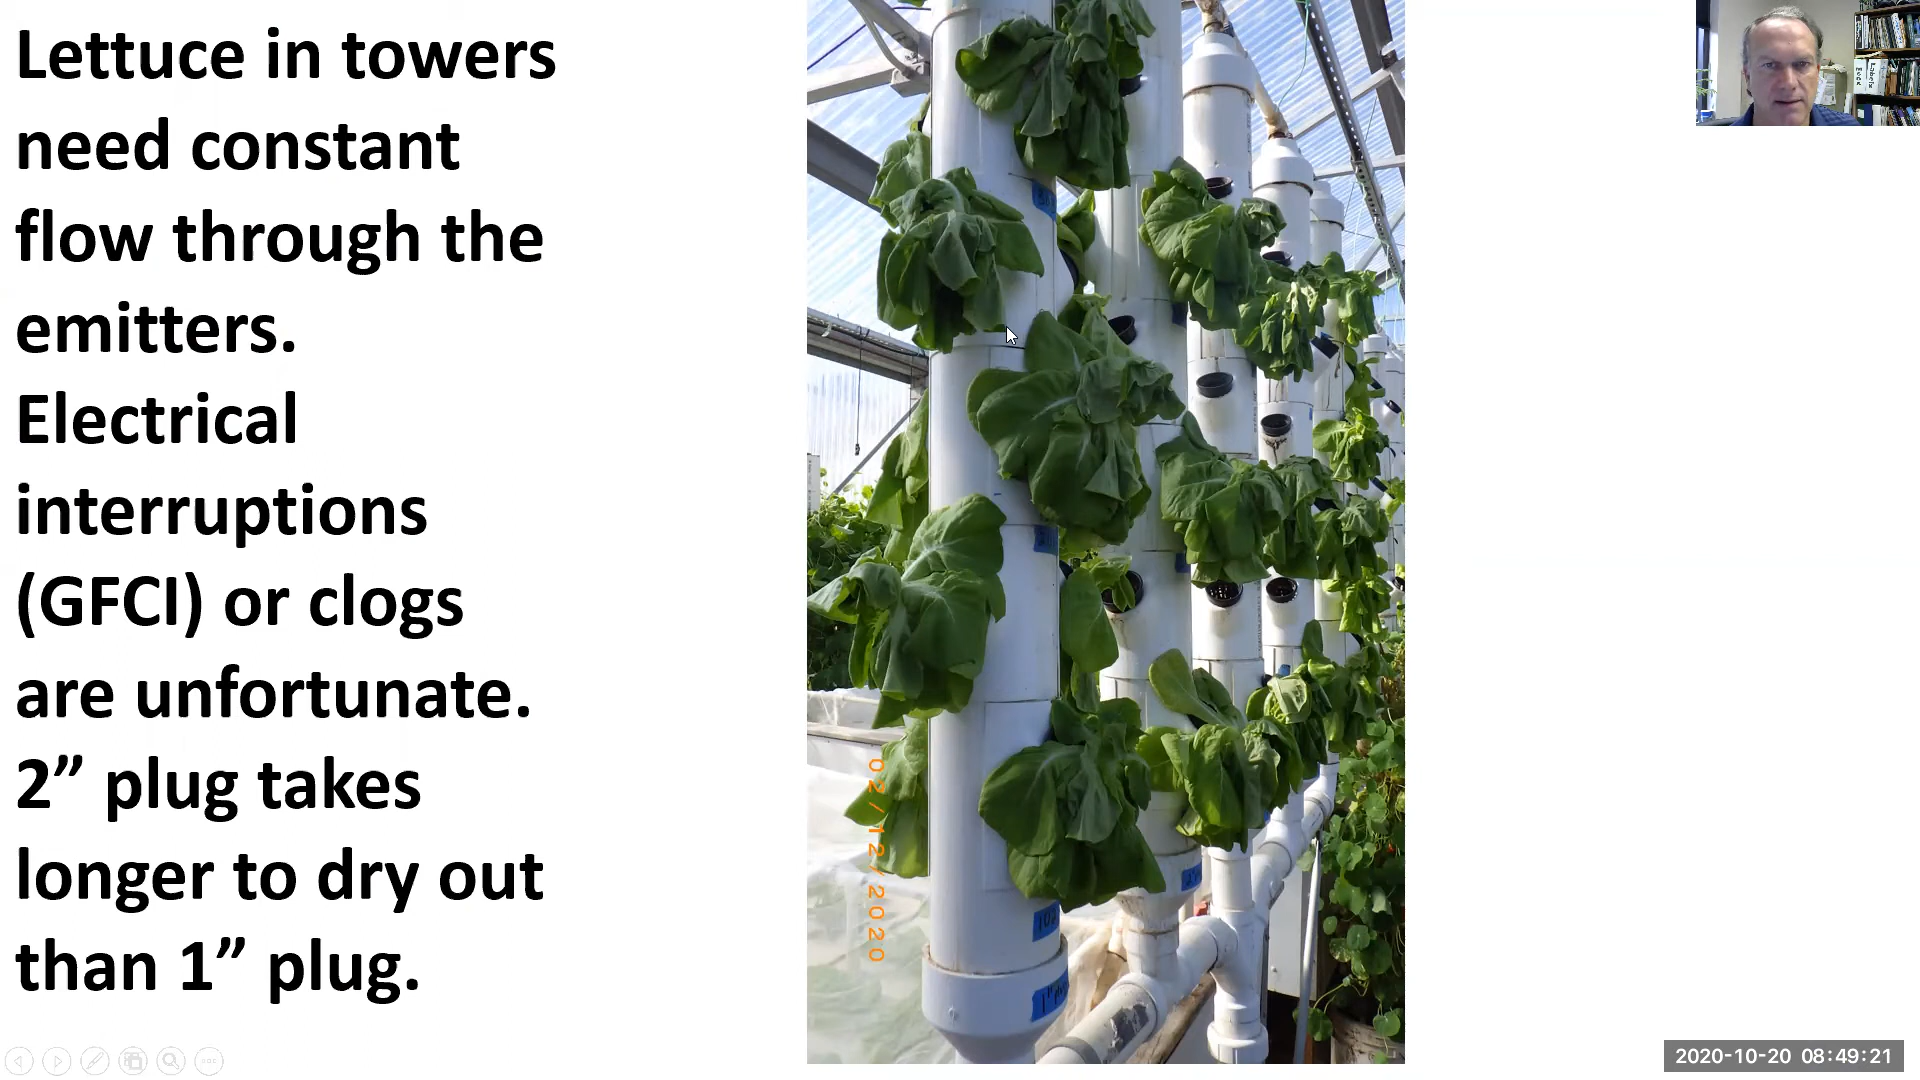 Lettuce in towers
need constant
flow through the
emitters.
Electrical
interruptions
(GFCI) or clogs
are unfortunate.
2” plug takes
longer to dry out
than 1” plug.
02/12/2020
2020-10-20 08:49:21